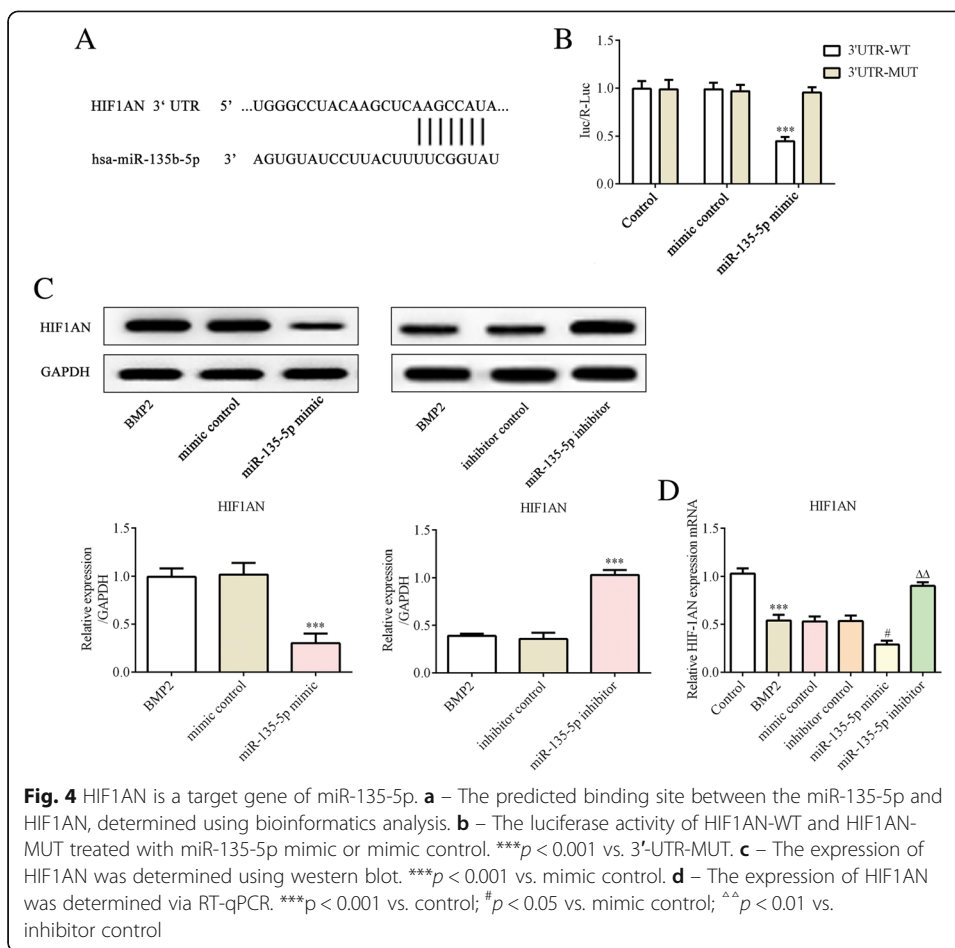 A
HIF1AN 3‘ UTR 5’ ...UGGGCCUACAAGCUCAAGCCAUA...
hsa-miR-135b-5p 3’ AGUGUAUCCUUACUUUUCGGUAU
B
3'UTR-WT
3'UTR-MUT
luc/R-Luc
1.5
1.0
0.5
0.0
***
Control
mimic control
miR-135-5p mimic
C
HIF1AN
GAPDH
BMP2
mimic control
miR-135-5p mimic
BMP2
inhibitor control
miR-135-5p inhibitor
HIF1AN
Relative expression
/GAPDH
1.5
1.0
0.5
0.0
***
BMP2
mimic control
miR-135-5p mimic
HIF1AN
Relative expression
/GAPDH
1.5
1.0
0.5
0.0
***
BMP2
inhibitor control
miR-135-5p inhibitor
D
HIF1AN
Relative HIF-1AN expression mRNA
1.5
1.0
0.5
0.0
***
#
ΔΔ
Control
BMP2
mimic control
inhibitor control
miR-135-5p mimic
miR-135-5p inhibitor
Fig. 4 HIF1AN is a target gene of miR-135-5p. a – The predicted binding site between the miR-135-5p and
HIF1AN, determined using bioinformatics analysis. b – The luciferase activity of HIF1AN-WT and HIF1AN-
MUT treated with miR-135-5p mimic or mimic control. ***p < 0.001 vs. 3′-UTR-MUT. c – The expression of
HIF1AN was determined using western blot. ***p < 0.001 vs. mimic control. d – The expression of HIF1AN
was determined via RT-qPCR. ***p < 0.001 vs. control; #p < 0.05 vs. mimic control; ΔΔp < 0.01 vs.
inhibitor control